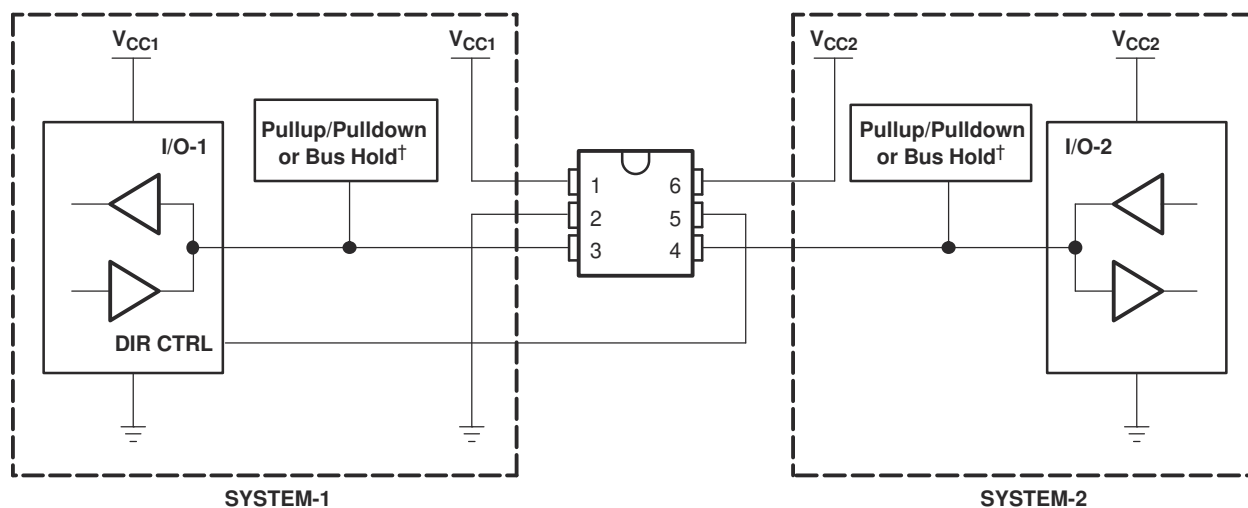 VCC1
VCC1
I/O-1
Pullup/Pulldown
or Bus Hold†
DIR CTRL
1
2
3
6
5
4
VCC2
VCC2
Pullup/Pulldown
or Bus Hold†
I/O-2
SYSTEM-1
SYSTEM-2